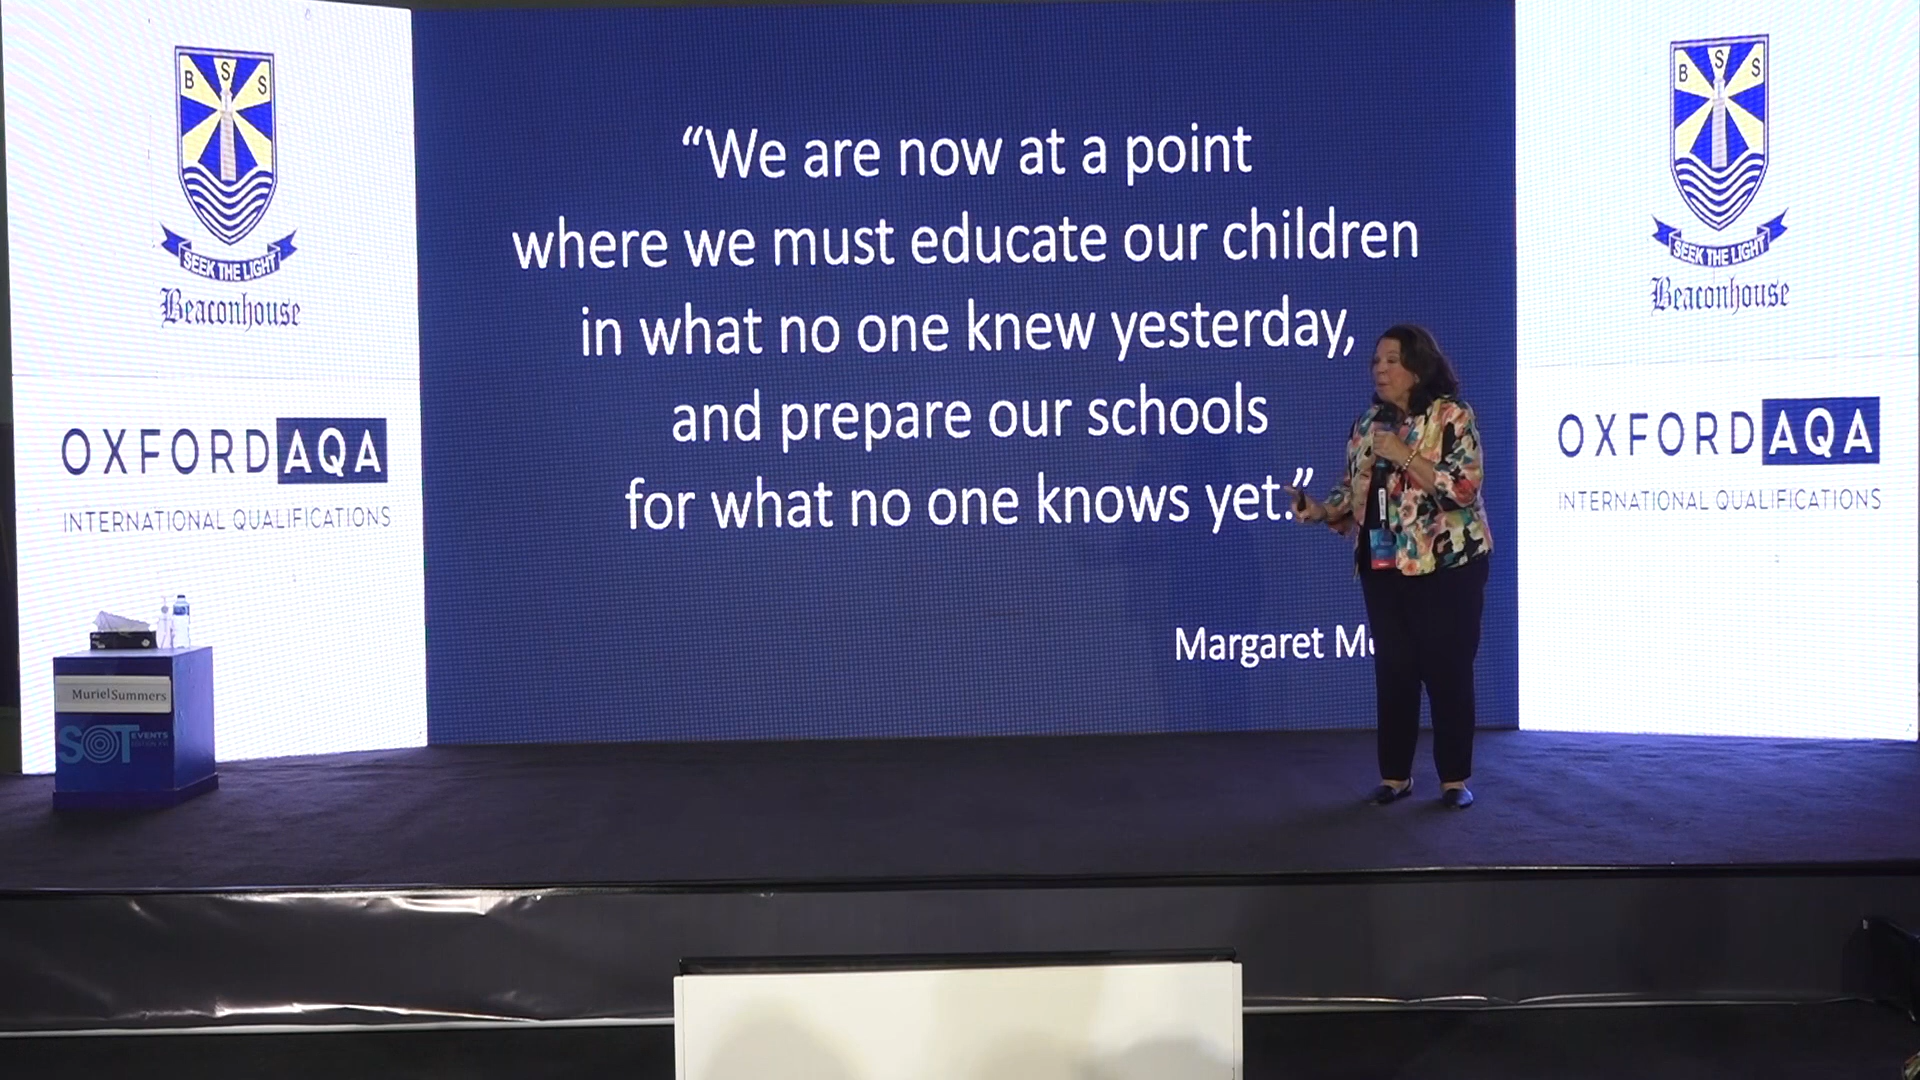 B S S
SEEK THE LIGHT
Beaconhouse
OXFORD AQA
INTERNATIONAL QUALIFICATIONS
“We are now at a point
where we must educate our children
in what no one knew yesterday,
and prepare our schools
for what no one knows yet.”
Margaret
B S S
SEEK THE LIGHT
Beaconhouse
OXFORD AQA
INTERNATIONAL QUALIFICATIONS
Muriel Summers
SOT
EVENTS